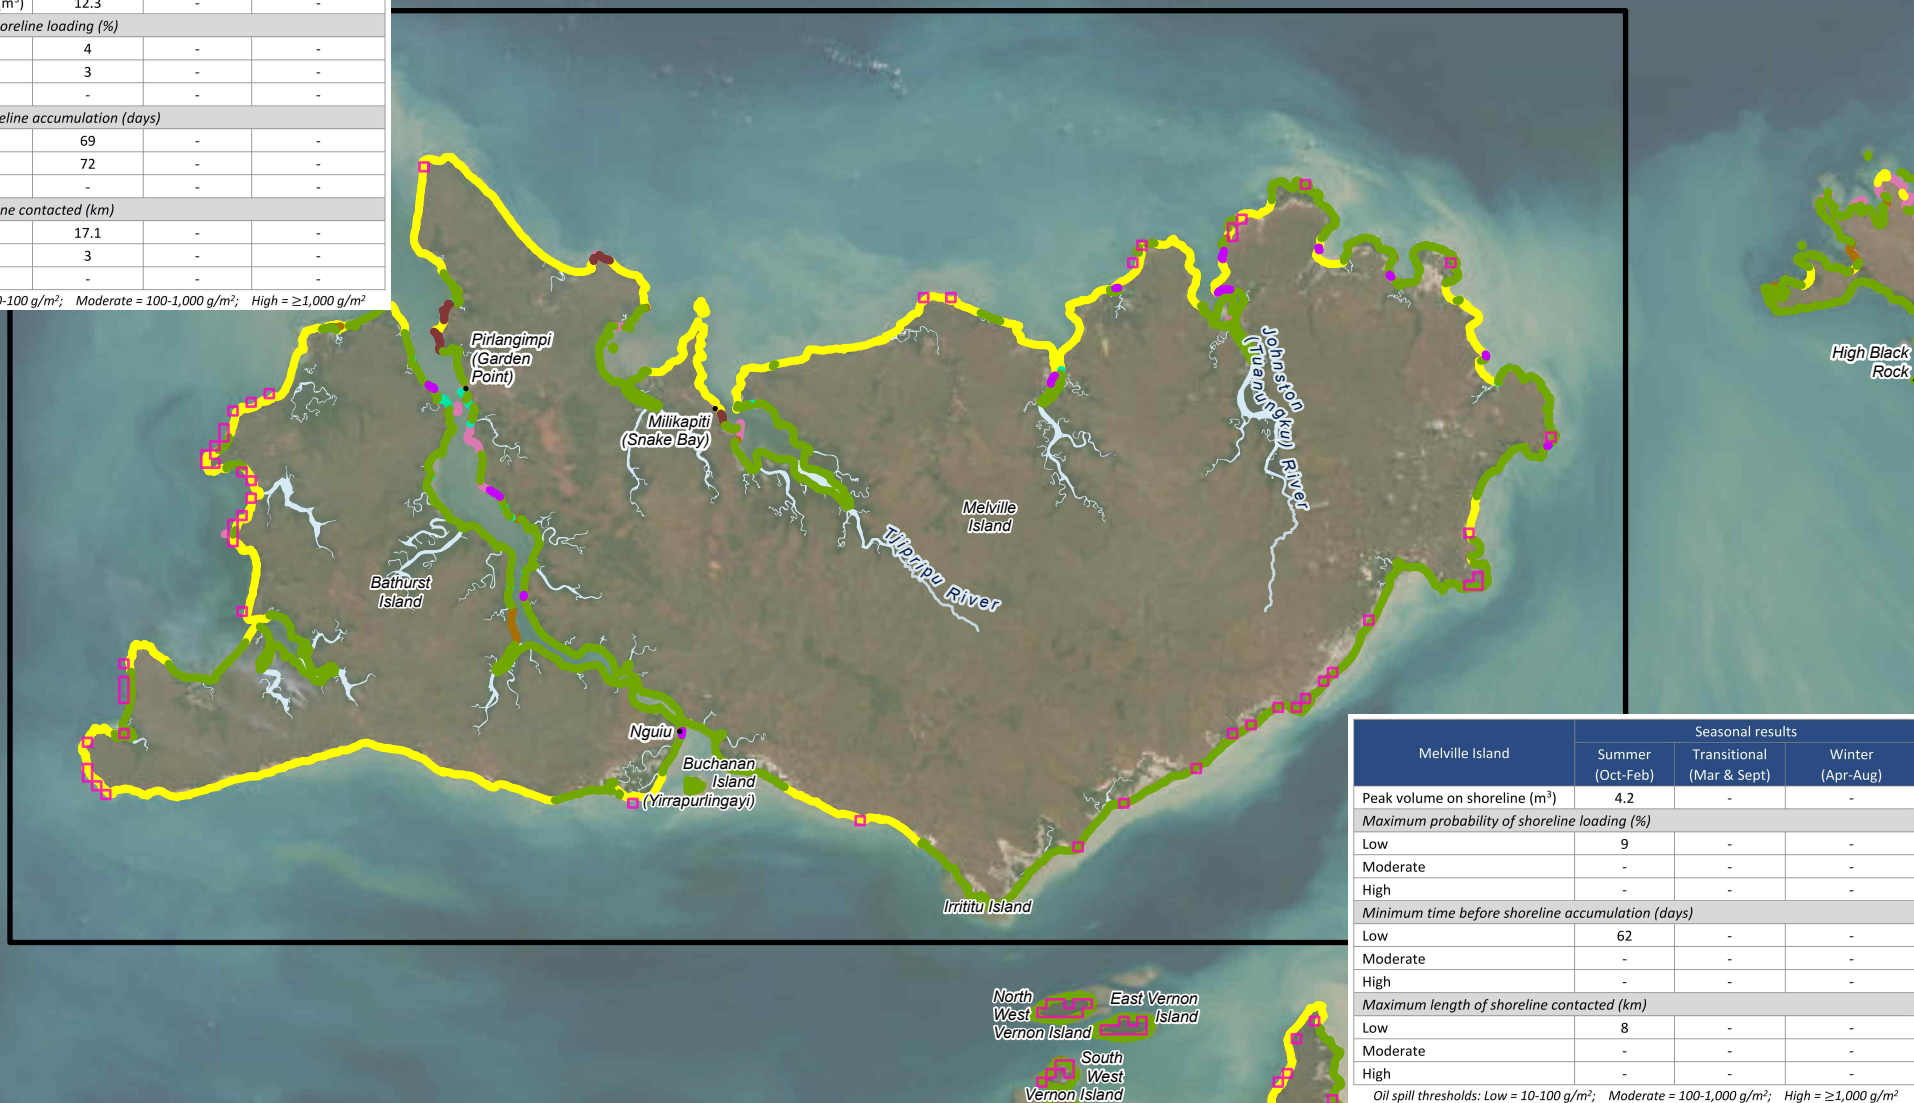 m³) 12.3 - -
oreline loading (%)
4 - -
3 - -
- - -
eline accumulation (days)
69 - -
72 - -
- - -
ne contacted (km)
17.1 - -
3 - -
- - -
0-100 g/m²; Moderate = 100-1,000 g/m²; High = ≥1,000 g/m²
Pirlangimpi
(Garden
Point)
Milikapiti
(Snake Bay)
Johnston
(Tuanungku) River
High Black
Rock
Melville
Island
Tjipripu River
Bathurst
Island
Nguiu
Buchanan
Island
(Yirrapurlingayi)
Irrititu Island
North
West
Vernon Island
East Vernon
Island
South
West
Vernon Island
Melville Island
Seasonal results
Summer
(Oct-Feb)
Transitional
(Mar & Sept)
Winter
(Apr-Aug)
Peak volume on shoreline (m³) 4.2 - -
Maximum probability of shoreline loading (%)
Low 9 - -
Moderate - - -
High - - -
Minimum time before shoreline accumulation (days)
Low 62 - -
Moderate - - -
High - - -
Maximum length of shoreline contacted (km)
Low 8 - -
Moderate - - -
High - - -
Oil spill thresholds: Low = 10-100 g/m²; Moderate = 100-1,000 g/m²; High = ≥1,000 g/m²